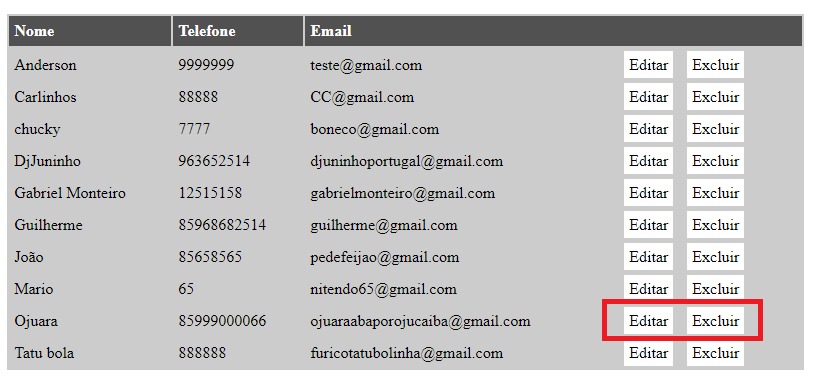 Nome Telefone Email
Anderson 9999999 teste@gmail.com Editar Excluir
Carlinhos 88888 CC@gmail.com Editar Excluir
chucky 7777 boneco@gmail.com Editar Excluir
DjJuninho 963652514 djuninhoportugal@gmail.com Editar Excluir
Gabriel Monteiro 12515158 gabrielmonteiro@gmail.com Editar Excluir
Guilherme 85968682514 guilherme@gmail.com Editar Excluir
João 85658565 pedefeijao@gmail.com Editar Excluir
Mario 65 nitendo65@gmail.com Editar Excluir
Ojuara 85999000066 ojuaraabaporojucaiba@gmail.com Editar Excluir
Tatu bola 888888 furicotatubolinha@gmail.com Editar Excluir